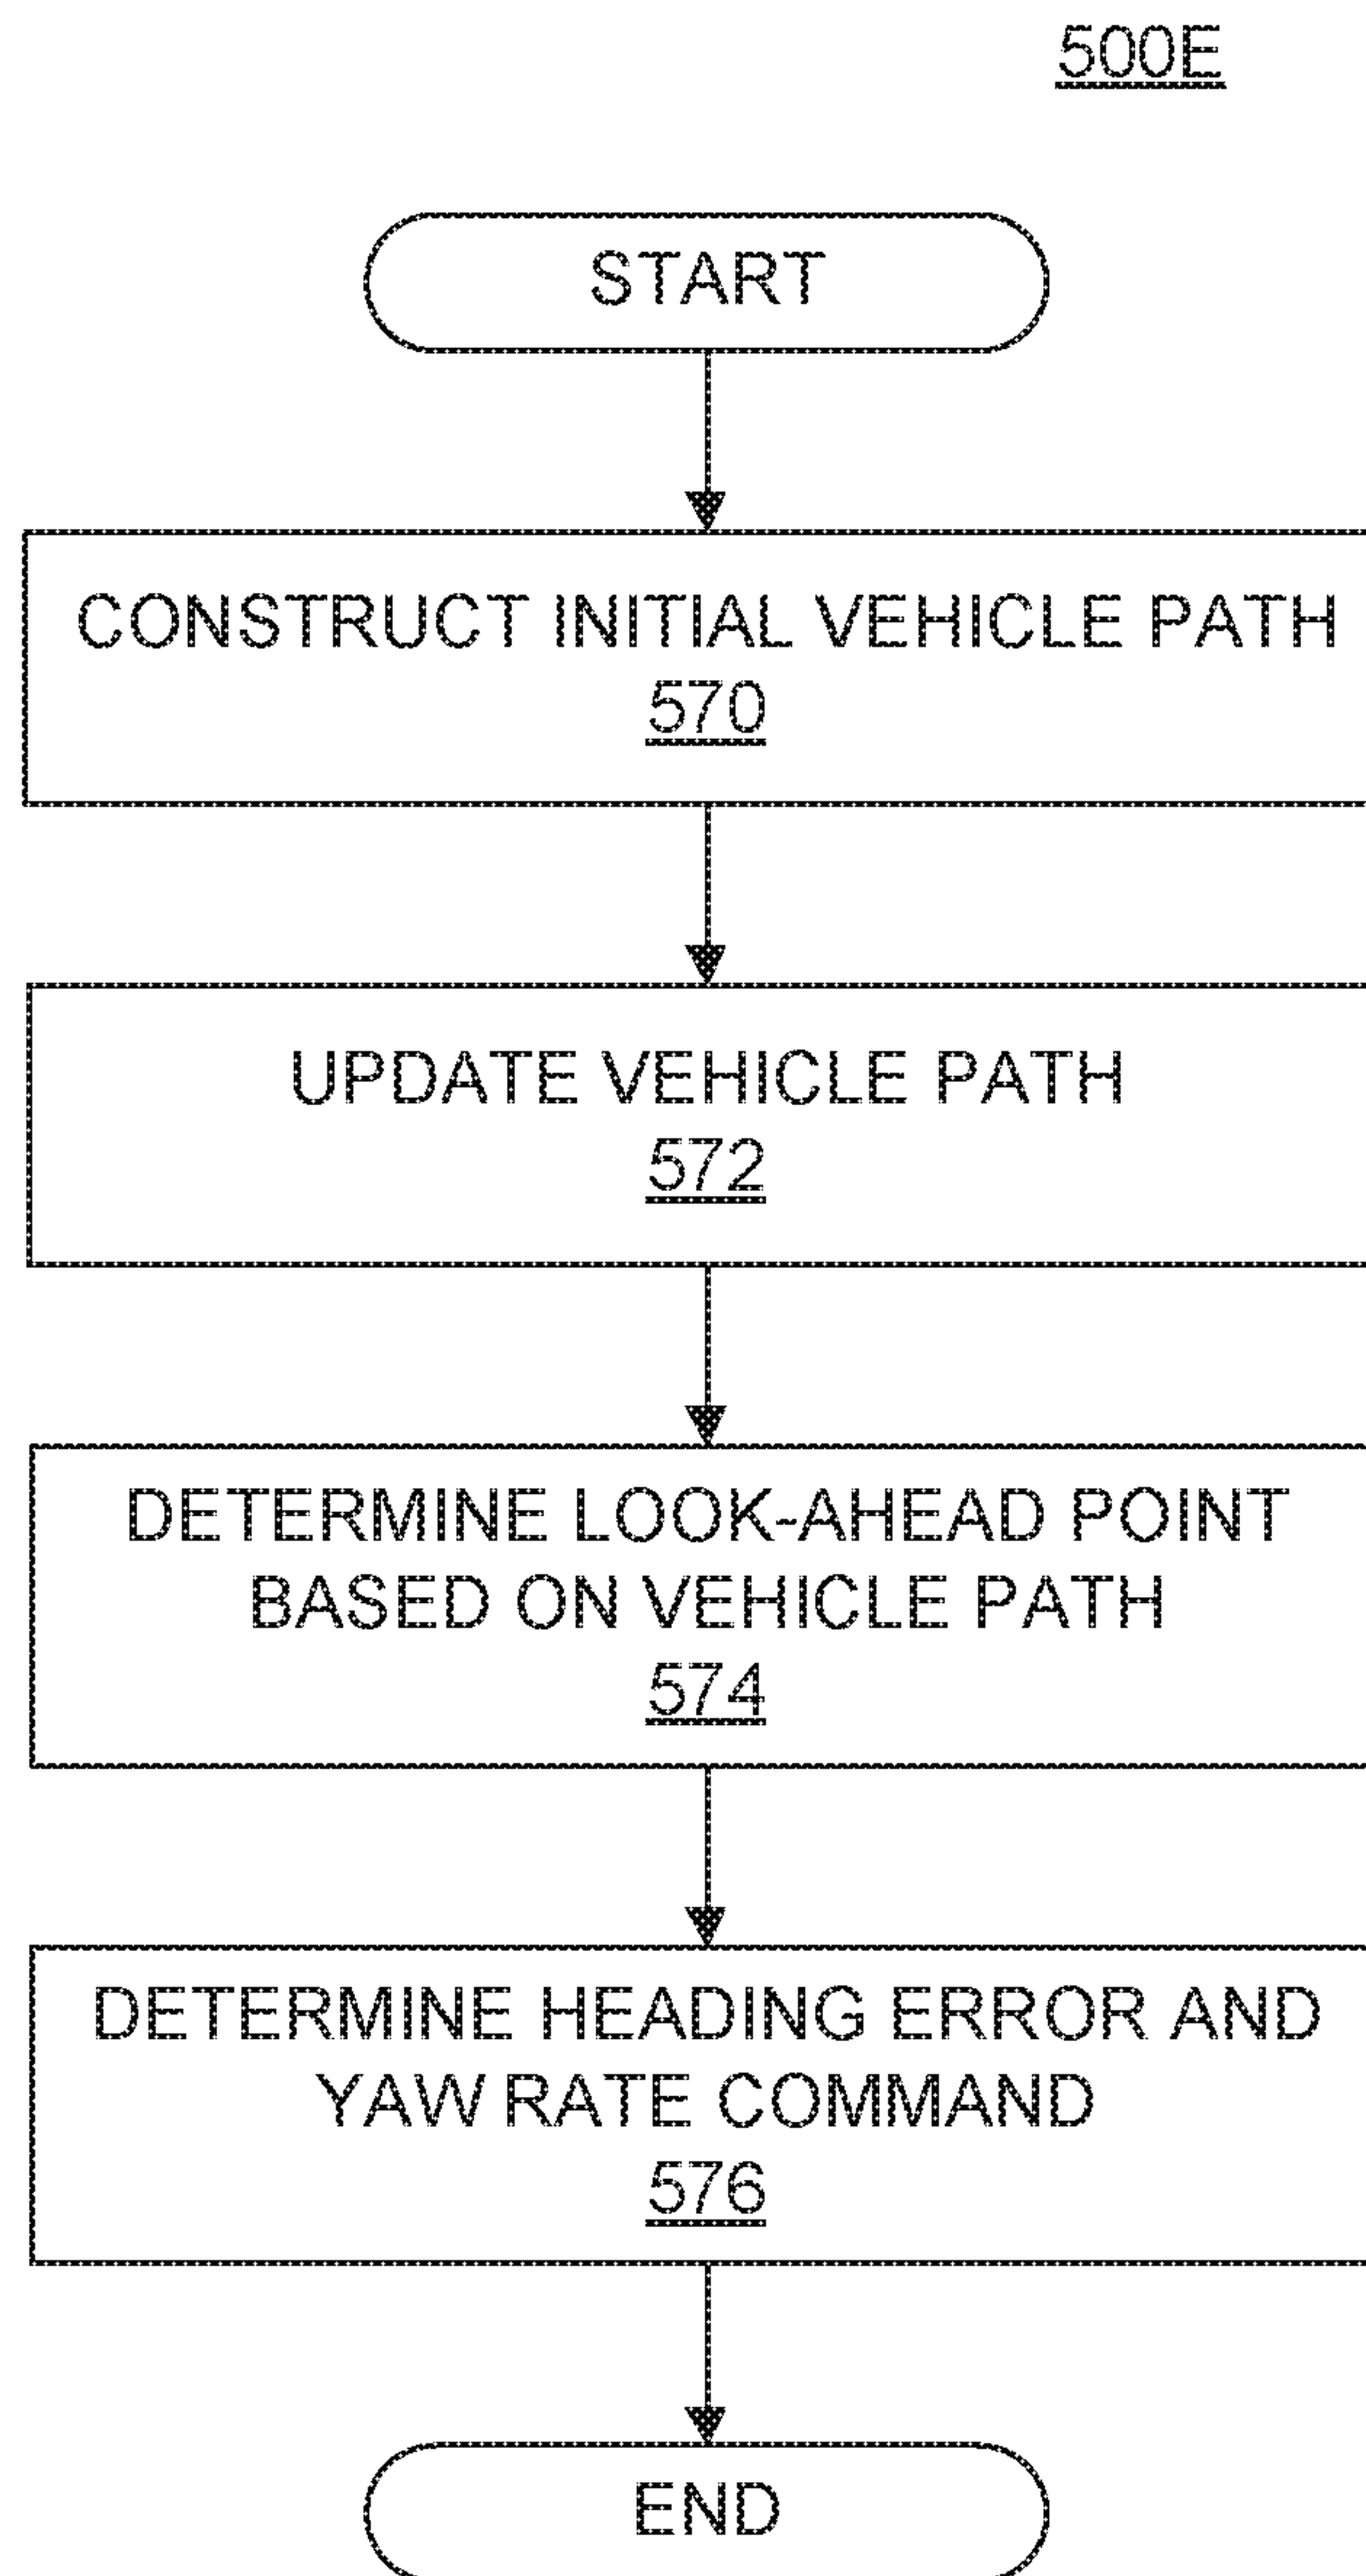 500E
START
CONSTRUCT INITIAL VEHICLE PATH
570
UPDATE VEHICLE PATH
572
DETERMINE LOOK-AHEAD POINT
BASED ON VEHICLE PATH
574
DETERMINE HEADING ERROR AND
YAW RATE COMMAND
576
END